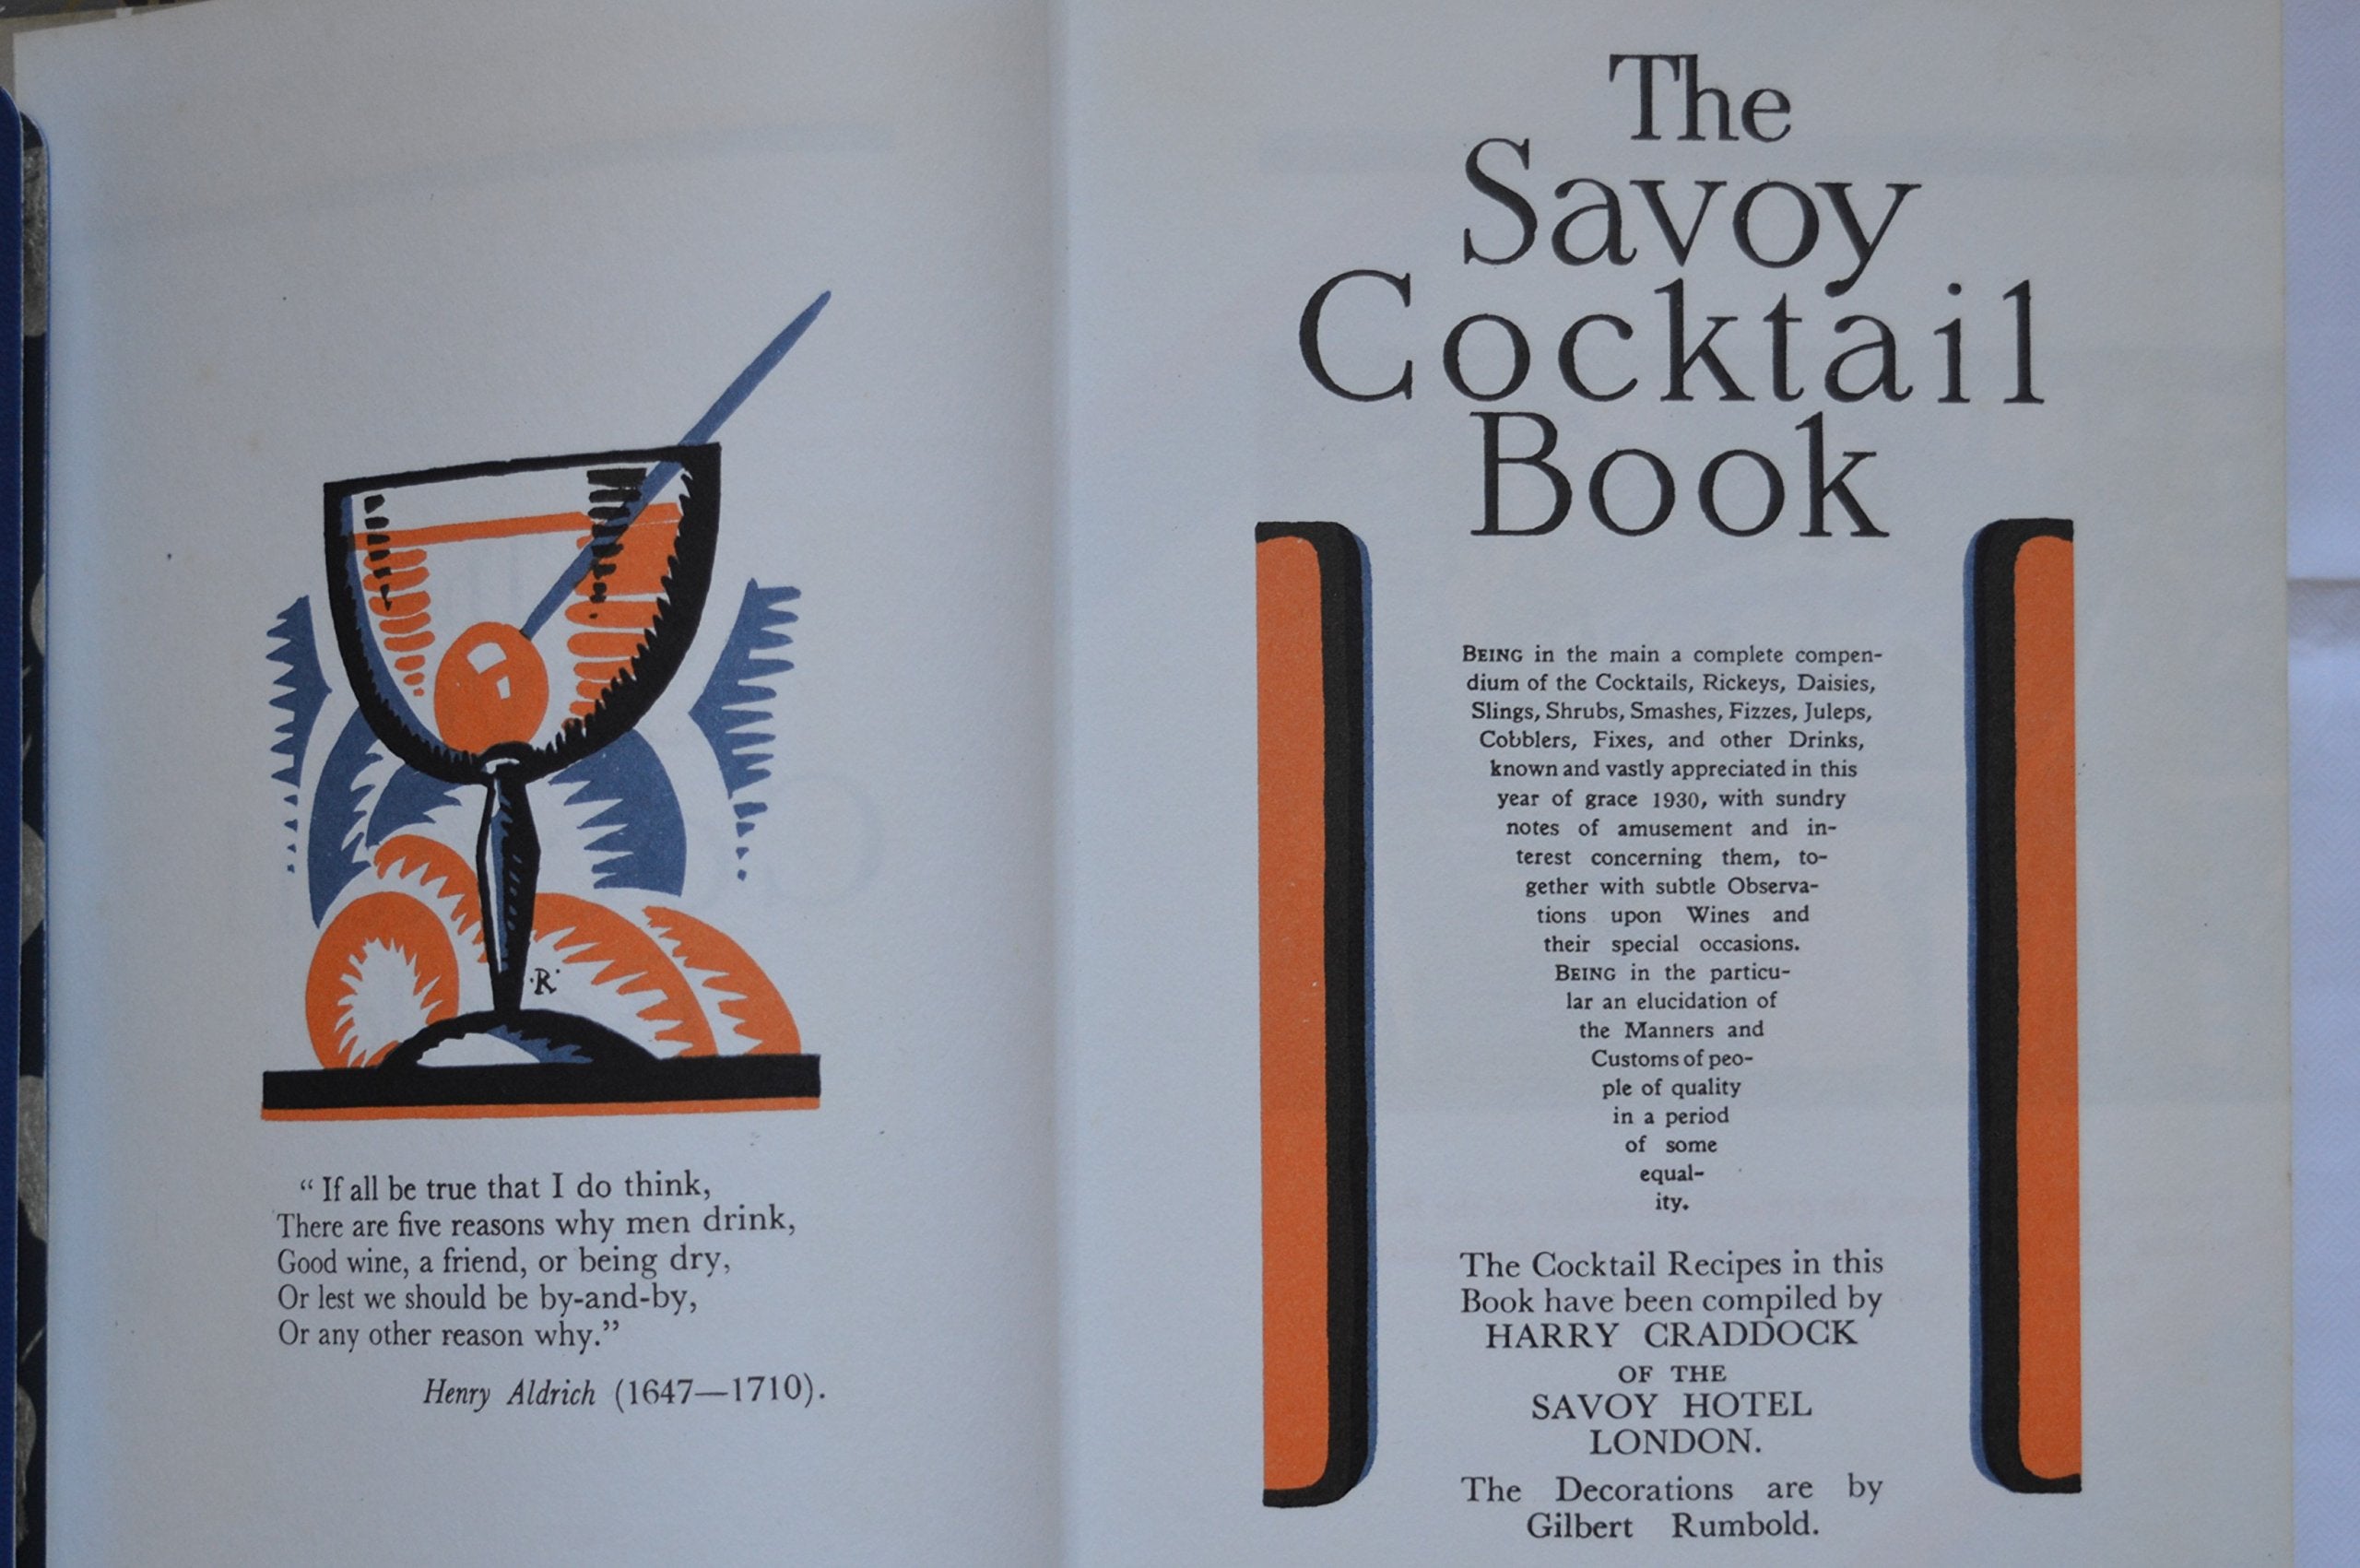 ·R·
“ If all be true that I do think,
There are five reasons why men drink,
Good wine, a friend, or being dry,
Or lest we should be by-and-by,
Or any other reason why.”
Henry Aldrich (1647—1710).
The
Savoy
Cocktail
Book
BEING in the main a complete compen-
dium of the Cocktails, Rickeys, Daisies,
Slings, Shrubs, Smashes, Fizzes, Juleps,
Cobblers, Fixes, and other Drinks,
known and vastly appreciated in this
year of grace 1930, with sundry
notes of amusement and in-
terest concerning them, to-
gether with subtle Observa-
tions upon Wines and
their special occasions.
BEING in the particu-
lar an elucidation of
the Manners and
Customs of peo-
ple of quality
in a period
of some
equal-
ity.
The Cocktail Recipes in this
Book have been compiled by
HARRY CRADDOCK
OF THE
SAVOY HOTEL
LONDON.
The Decorations are by
Gilbert Rumbold.